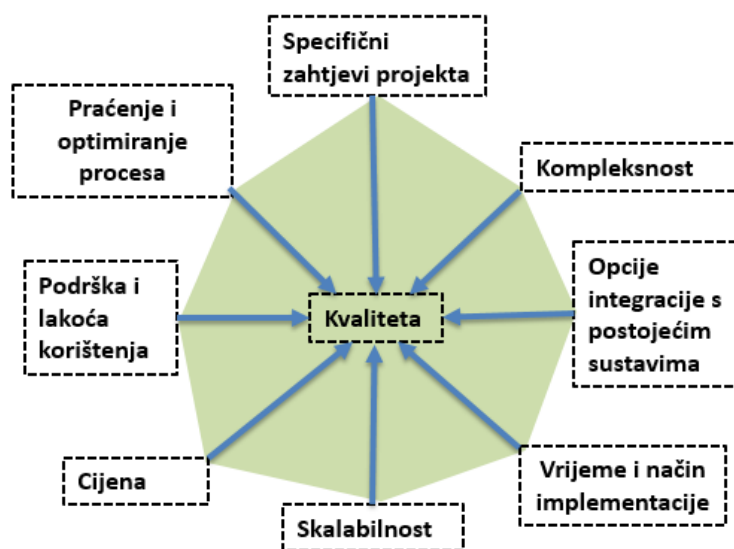 Specifični
zahtjevi projekta
Praćenje i
optimiranje
procesa
Kompleksnost
Podrška i
lakoća
korištenja
Kvaliteta
Opcije
integracije s
postojećim
sustavima
Cijena
Vrijeme i način
implementacije
Skalabilnost